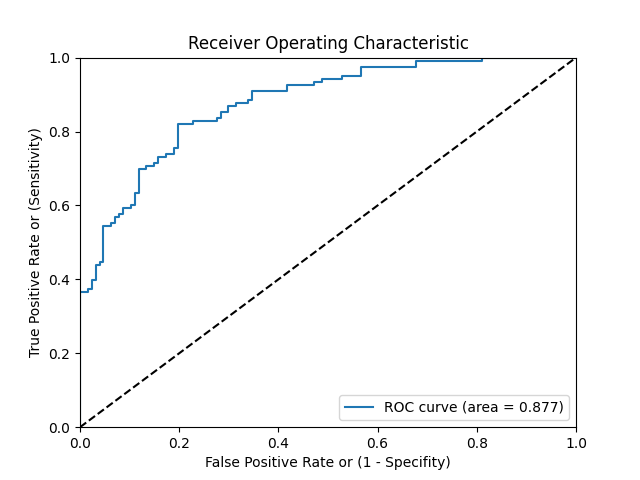 Receiver Operating Characteristic
1.0
0.8
0.6
0.4
0.2
0.0
True Positive Rate or (Sensitivity)
ROC curve (area = 0.877)
0.0 0.2 0.4 0.6 0.8 1.0
False Positive Rate or (1 - Specifity)